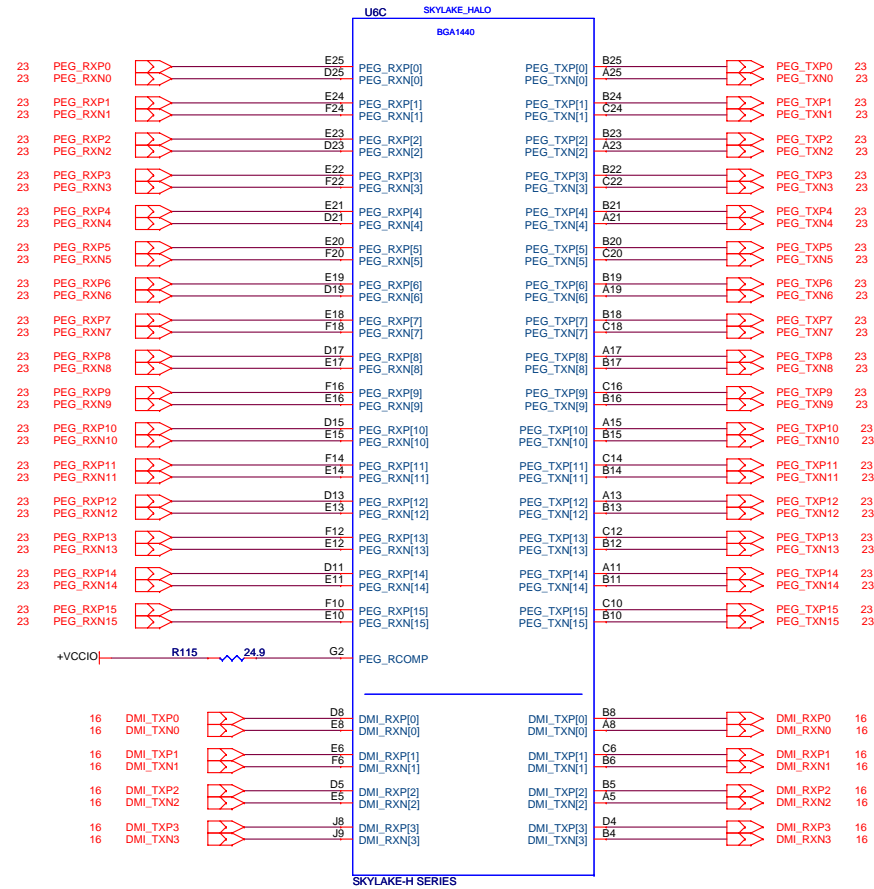 U6C SKYLAKE_HALO
BGA1440
23 PEG_RXP0 E25 PEG_RXP[0] PEG_TXP[0] B25 PEG_TXP0 23
23 PEG_RXN0 D25 PEG_RXN[0] PEG_TXN[0] A25 PEG_TXN0 23
23 PEG_RXP1 E24 PEG_RXP[1] PEG_TXP[1] B24 PEG_TXP1 23
23 PEG_RXN1 F24 PEG_RXN[1] PEG_TXN[1] C24 PEG_TXN1 23
23 PEG_RXP2 E23 PEG_RXP[2] PEG_TXP[2] B23 PEG_TXP2 23
23 PEG_RXN2 D23 PEG_RXN[2] PEG_TXN[2] A23 PEG_TXN2 23
23 PEG_RXP3 E22 PEG_RXP[3] PEG_TXP[3] B22 PEG_TXP3 23
23 PEG_RXN3 F22 PEG_RXN[3] PEG_TXN[3] C22 PEG_TXN3 23
23 PEG_RXP4 E21 PEG_RXP[4] PEG_TXP[4] B21 PEG_TXP4 23
23 PEG_RXN4 D21 PEG_RXN[4] PEG_TXN[4] A21 PEG_TXN4 23
23 PEG_RXP5 E20 PEG_RXP[5] PEG_TXP[5] B20 PEG_TXP5 23
23 PEG_RXN5 F20 PEG_RXN[5] PEG_TXN[5] C20 PEG_TXN5 23
23 PEG_RXP6 E19 PEG_RXP[6] PEG_TXP[6] B19 PEG_TXP6 23
23 PEG_RXN6 D19 PEG_RXN[6] PEG_TXN[6] A19 PEG_TXN6 23
23 PEG_RXP7 E18 PEG_RXP[7] PEG_TXP[7] B18 PEG_TXP7 23
23 PEG_RXN7 F18 PEG_RXN[7] PEG_TXN[7] C18 PEG_TXN7 23
23 PEG_RXP8 D17 PEG_RXP[8] PEG_TXP[8] A17 PEG_TXP8 23
23 PEG_RXN8 E17 PEG_RXN[8] PEG_TXN[8] B17 PEG_TXN8 23
23 PEG_RXP9 F16 PEG_RXP[9] PEG_TXP[9] C16 PEG_TXP9 23
23 PEG_RXN9 E16 PEG_RXN[9] PEG_TXN[9] B16 PEG_TXN9 23
23 PEG_RXP10 D15 PEG_RXP[10] PEG_TXP[10] A15 PEG_TXP10 23
23 PEG_RXN10 E15 PEG_RXN[10] PEG_TXN[10] B15 PEG_TXN10 23
23 PEG_RXP11 F14 PEG_RXP[11] PEG_TXP[11] C14 PEG_TXP11 23
23 PEG_RXN11 E14 PEG_RXN[11] PEG_TXN[11] B14 PEG_TXN11 23
23 PEG_RXP12 D13 PEG_RXP[12] PEG_TXP[12] A13 PEG_TXP12 23
23 PEG_RXN12 E13 PEG_RXN[12] PEG_TXN[12] B13 PEG_TXN12 23
23 PEG_RXP13 F12 PEG_RXP[13] PEG_TXP[13] C12 PEG_TXP13 23
23 PEG_RXN13 E12 PEG_RXN[13] PEG_TXN[13] B12 PEG_TXN13 23
23 PEG_RXP14 D11 PEG_RXP[14] PEG_TXP[14] A11 PEG_TXP14 23
23 PEG_RXN14 E11 PEG_RXN[14] PEG_TXN[14] B11 PEG_TXN14 23
23 PEG_RXP15 F10 PEG_RXP[15] PEG_TXP[15] C10 PEG_TXP15 23
23 PEG_RXN15 E10 PEG_RXN[15] PEG_TXN[15] B10 PEG_TXN15 23
+VCCIO R115 24.9 G2 PEG_RCOMP
16 DMI_TXP0 D8 DMI_RXP[0] DMI_TXP[0] B8 DMI_RXP0 16
16 DMI_TXN0 E8 DMI_RXN[0] DMI_TXN[0] A8 DMI_RXN0 16
16 DMI_TXP1 E6 DMI_RXP[1] DMI_TXP[1] C6 DMI_RXP1 16
16 DMI_TXN1 F6 DMI_RXN[1] DMI_TXN[1] B6 DMI_RXN1 16
16 DMI_TXP2 D5 DMI_RXP[2] DMI_TXP[2] B5 DMI_RXP2 16
16 DMI_TXN2 E5 DMI_RXN[2] DMI_TXN[2] A5 DMI_RXN2 16
16 DMI_TXP3 J8 DMI_RXP[3] DMI_TXP[3] D4 DMI_RXP3 16
16 DMI_TXN3 J9 DMI_RXN[3] DMI_TXN[3] B4 DMI_RXN3 16
SKYLAKE-H SERIES